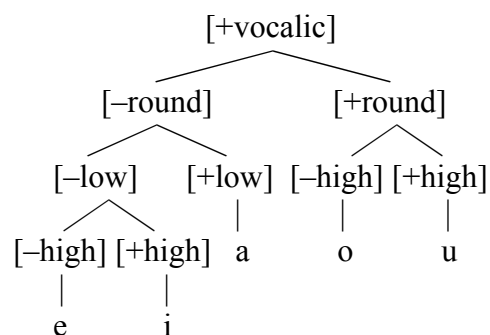 [+vocalic]
[–round] [+round]
[–low] [+low] [–high] [+high]
[–high] [+high] a o u
e i